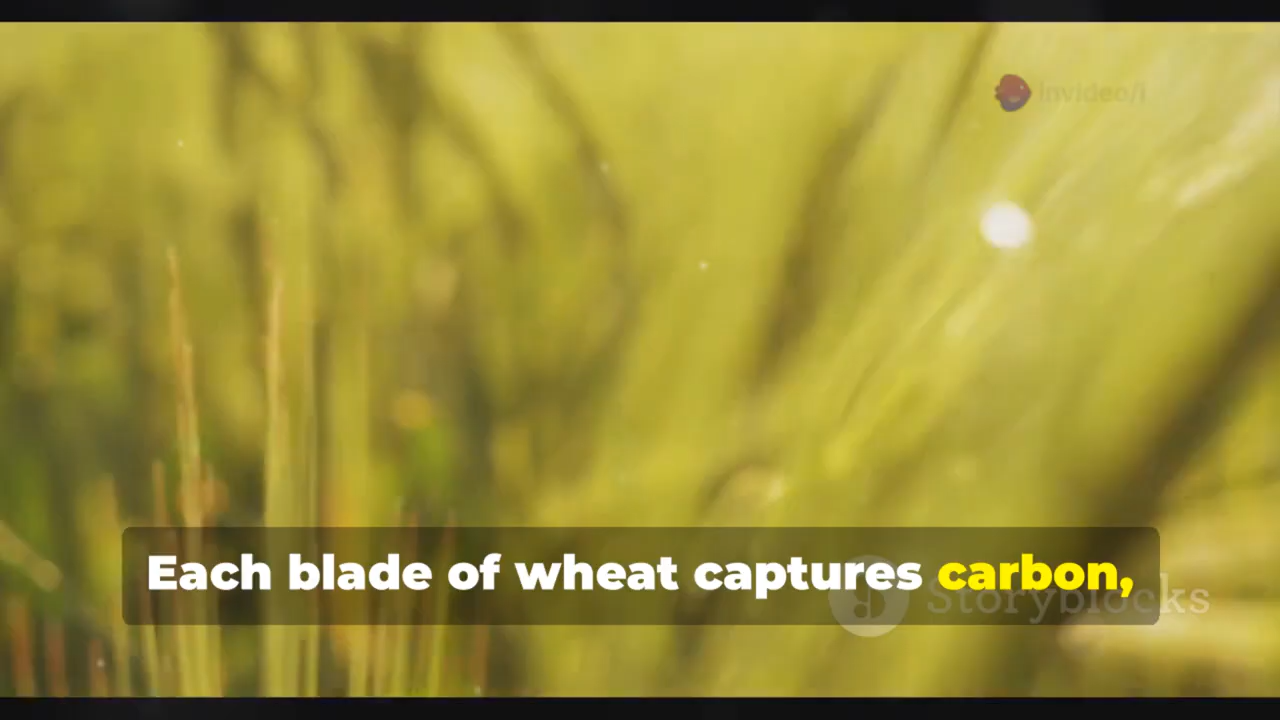 invideo/i
Each blade of wheat captures carbon,
Storyblocks